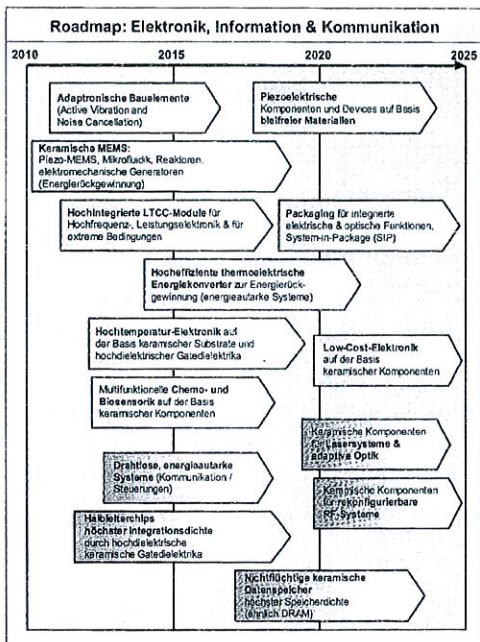 Roadmap: Elektronik, Information & Kommunikation
2010 2015 2020 2025
Adaptronische Bauelemente
(Active Vibration and
Noise Cancellation)
Piezoelektrische
Komponenten und Devices auf Basis
bleifreier Materialien
Keramische MEMS:
Piezo-MEMS, Mikrofluidik, Reaktoren,
elektromechanische Generatoren
(Energierückgewinnung)
Hochintegrierte LTCC-Module für
Hochfrequenz-, Leistungselektronik & für
extreme Bedingungen
Packaging für integrierte
elektrische & optische Funktionen,
System-in-Package (SIP)
Hocheffiziente thermoelektrische
Energiekonverter zur Energierück-
gewinnung (energieautarke Systeme)
Hochtemperatur-Elektronik auf
der Basis keramischer Substrate und
hochdielektrischer Gatedielektrika
Low-Cost-Elektronik
auf der Basis
keramischer Komponenten
Multifunktionelle Chemo- und
Biosensorik auf der Basis
keramischer Komponenten
Keramische Komponenten
für Lasersysteme &
adaptive Optik
Drahtlose, energieautarke
Systeme (Kommunikation /
Steuerungen)
Keramische Komponenten
für rekonfigurierbare
RF-Systeme
Halbleiterchips
höchster Integrationsdichte
durch hochdielektrische
keramische Gatedielektrika
Nichtflüchtige keramische
Datenspeicher
höchster Speicherdichte
(ähnlich DRAM)